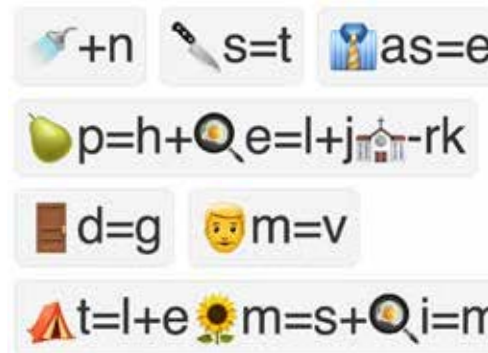 🚿+n 🔪s=t 👔as=e
🍐p=h+🍳e=l+j⛪-rk
🚪d=g 👨m=v
⛺t=l+e🌻m=s+🍳i=m